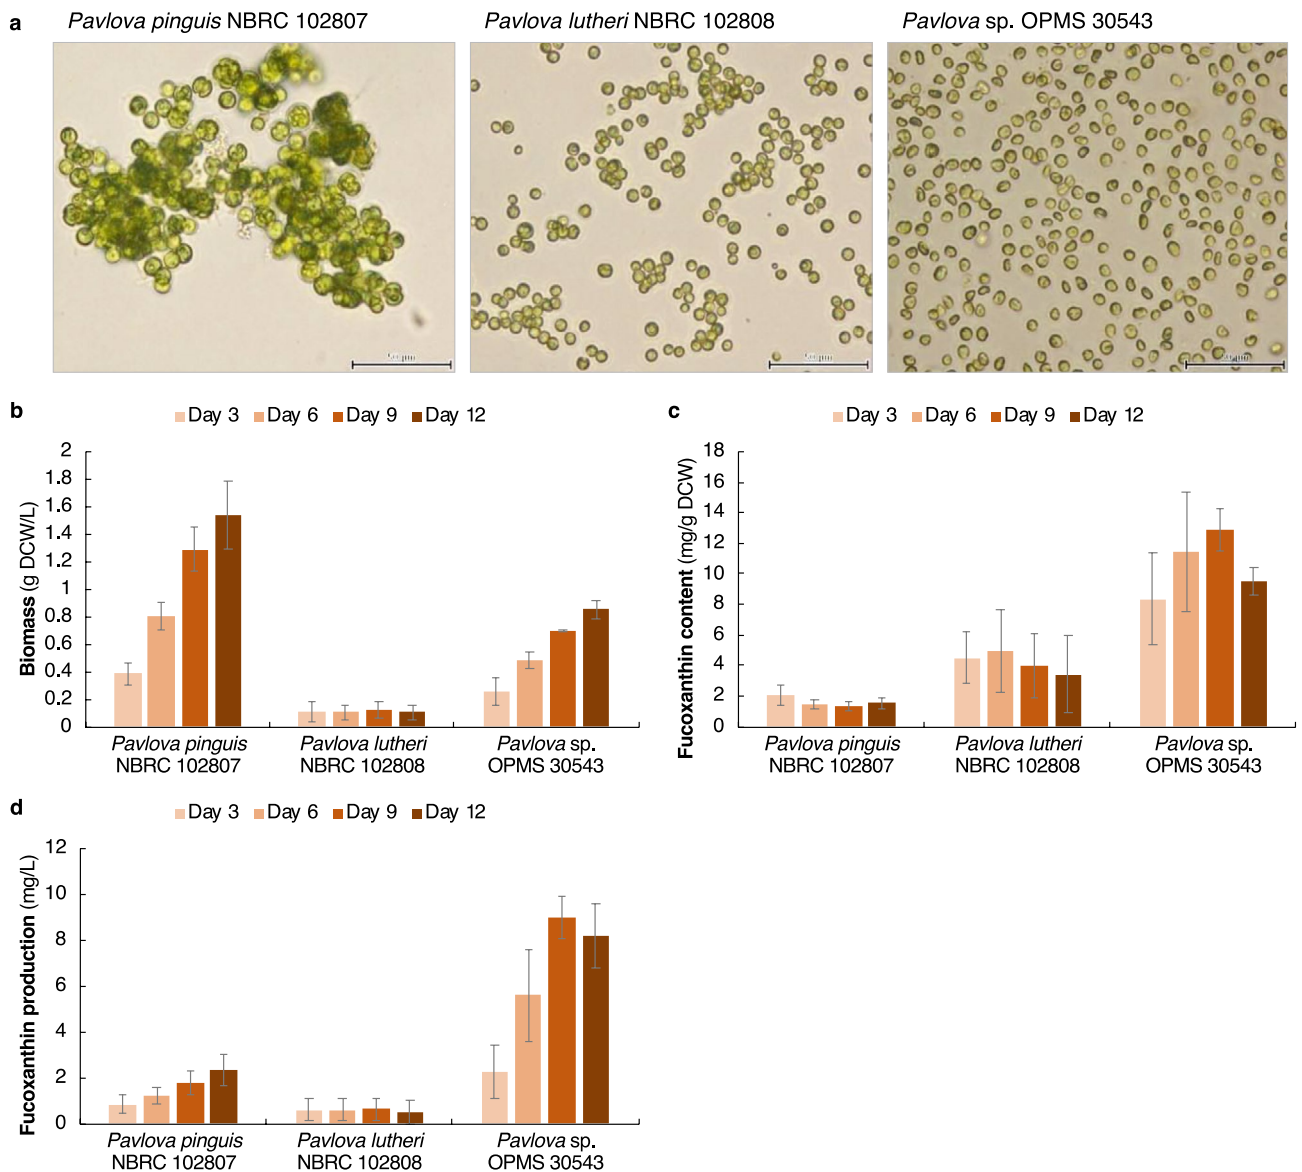 a
Pavlova pinguis NBRC 102807
Pavlova lutheri NBRC 102808
Pavlova sp. OPMS 30543
50 μm
50 μm
b
Day 3 Day 6 Day 9 Day 12
Biomass (g DCW/L)
2
1.8
1.6
1.4
1.2
1
0.8
0.6
0.4
0.2
0
Pavlova pinguis
NBRC 102807
Pavlova lutheri
NBRC 102808
Pavlova sp.
OPMS 30543
c
Day 3 Day 6 Day 9 Day 12
Fucoxanthin content (mg/g DCW)
18
16
14
12
10
8
6
4
2
0
Pavlova pinguis
NBRC 102807
Pavlova lutheri
NBRC 102808
Pavlova sp.
OPMS 30543
d
Day 3 Day 6 Day 9 Day 12
Fucoxanthin production (mg/L)
12
10
8
6
4
2
0
Pavlova pinguis
NBRC 102807
Pavlova lutheri
NBRC 102808
Pavlova sp.
OPMS 30543